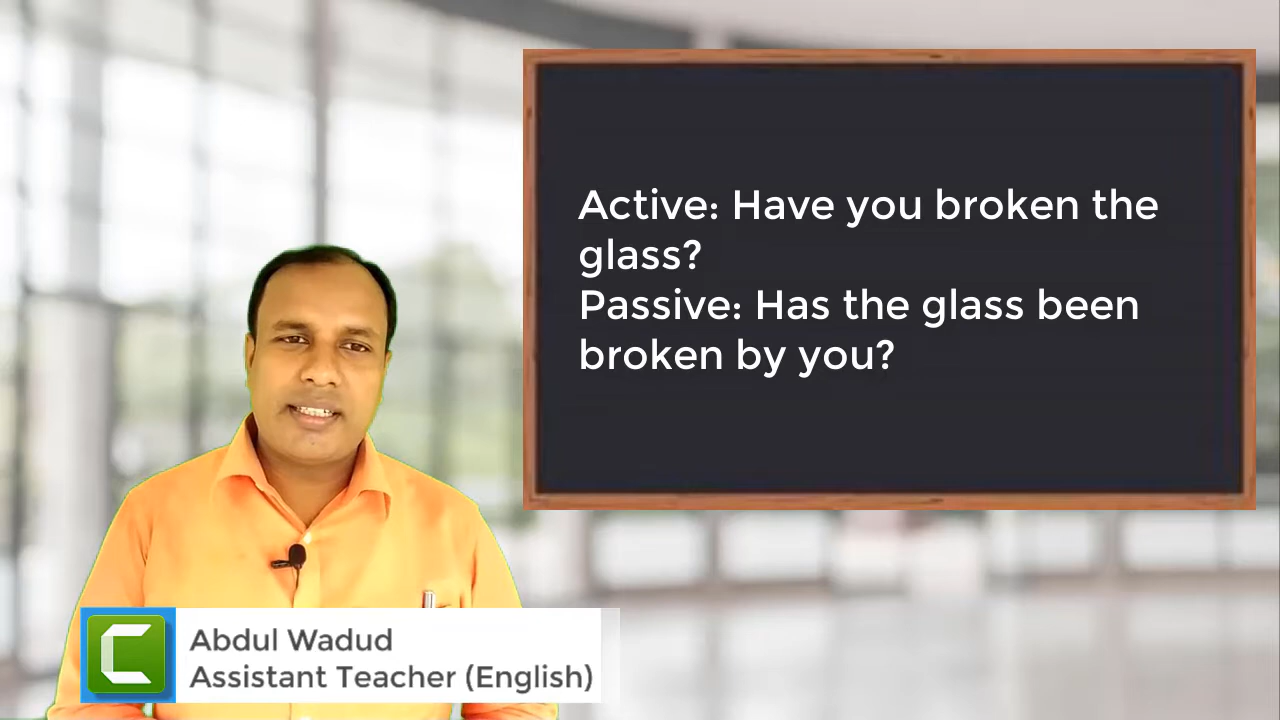 Active: Have you broken the
glass?
Passive: Has the glass been
broken by you?
Abdul Wadud
Assistant Teacher (English)